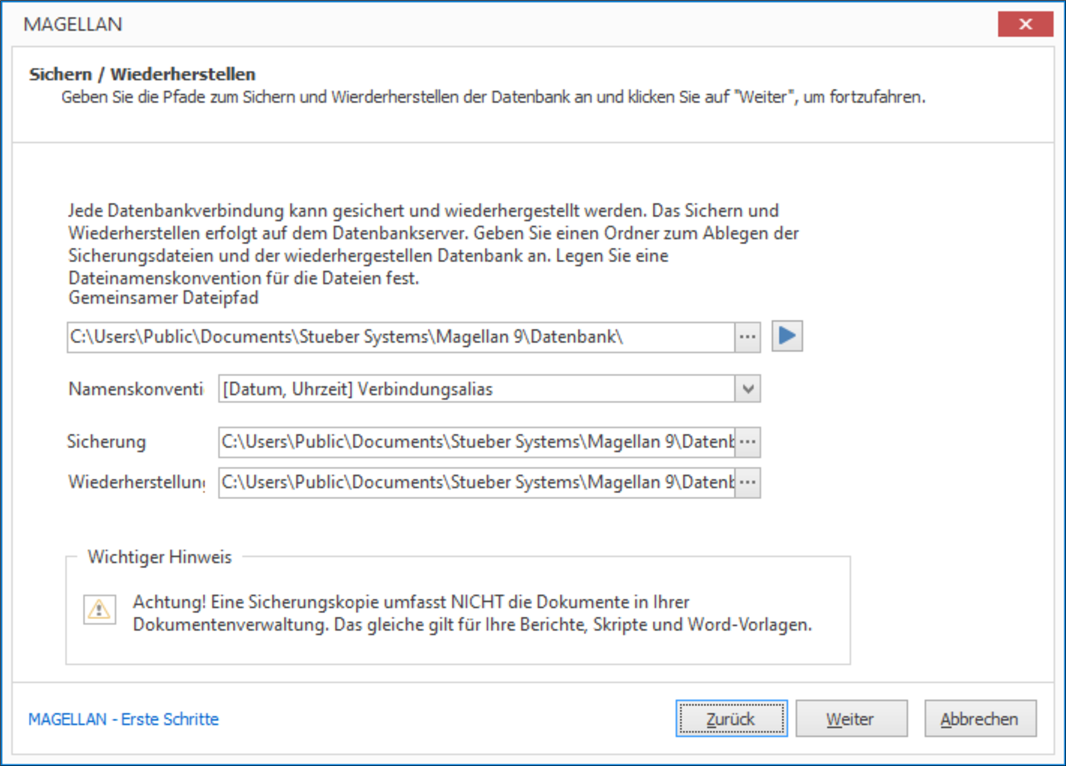 MAGELLAN
Sichern / Wiederherstellen
Geben Sie die Pfade zum Sichern und Wierderherstellen der Datenbank an und klicken Sie auf "Weiter", um fortzufahren.
Jede Datenbankverbindung kann gesichert und wiederhergestellt werden. Das Sichern und
Wiederherstellen erfolgt auf dem Datenbankserver. Geben Sie einen Ordner zum Ablegen der
Sicherungsdateien und der wiederhergestellen Datenbank an. Legen Sie eine
Dateinamenskonvention für die Dateien fest.
Gemeinsamer Dateipfad
C:\Users\Public\Documents\Stueber Systems\Magellan 9\Datenbank\
Namenskonventi [Datum, Uhrzeit] Verbindungsalias
Sicherung C:\Users\Public\Documents\Stueber Systems\Magellan 9\Datenb
Wiederherstellung C:\Users\Public\Documents\Stueber Systems\Magellan 9\Datenb
Wichtiger Hinweis
Achtung! Eine Sicherungskopie umfasst NICHT die Dokumente in Ihrer
Dokumentenverwaltung. Das gleiche gilt für Ihre Berichte, Skripte und Word-Vorlagen.
MAGELLAN - Erste Schritte Zurück Weiter Abbrechen